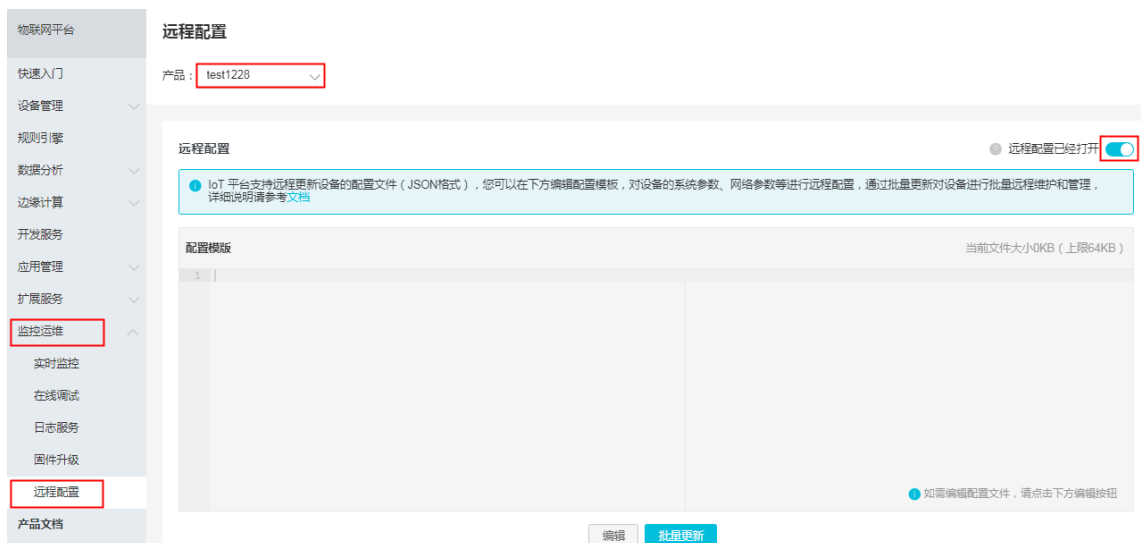 物联网平台
快速入门
设备管理
规则引擎
数据分析
边缘计算
开发服务
应用管理
扩展服务
监控运维
实时监控
在线调试
日志服务
固件升级
远程配置
产品文档
远程配置
产品： test1228
远程配置
远程配置已经打开
IoT 平台支持远程更新设备的配置文件（JSON格式），您可以在下方编辑配置模板，对设备的系统参数、网络参数等进行远程配置，通过批量更新对设备进行批量远程维护和管理，
详细说明请参考文档
配置模版
当前文件大小0KB（上限64KB）
1
如需编辑配置文件，请点击下方编辑按钮
编辑
批量更新